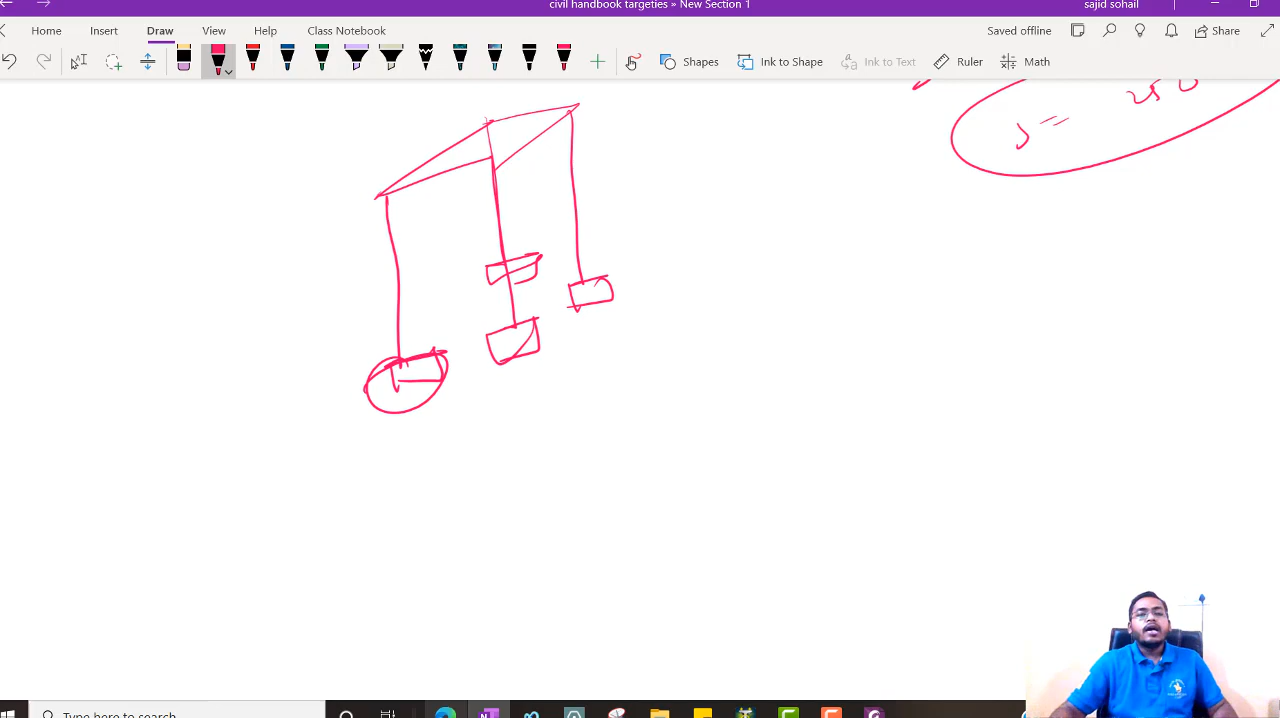 civil handbook targeties » New Section 1
sajid sohail
Home Insert Draw View Help Class Notebook
Saved offline
Share
Shapes
Ink to Shape
Ink to Text
Ruler
Math
250
s =
Type here to search